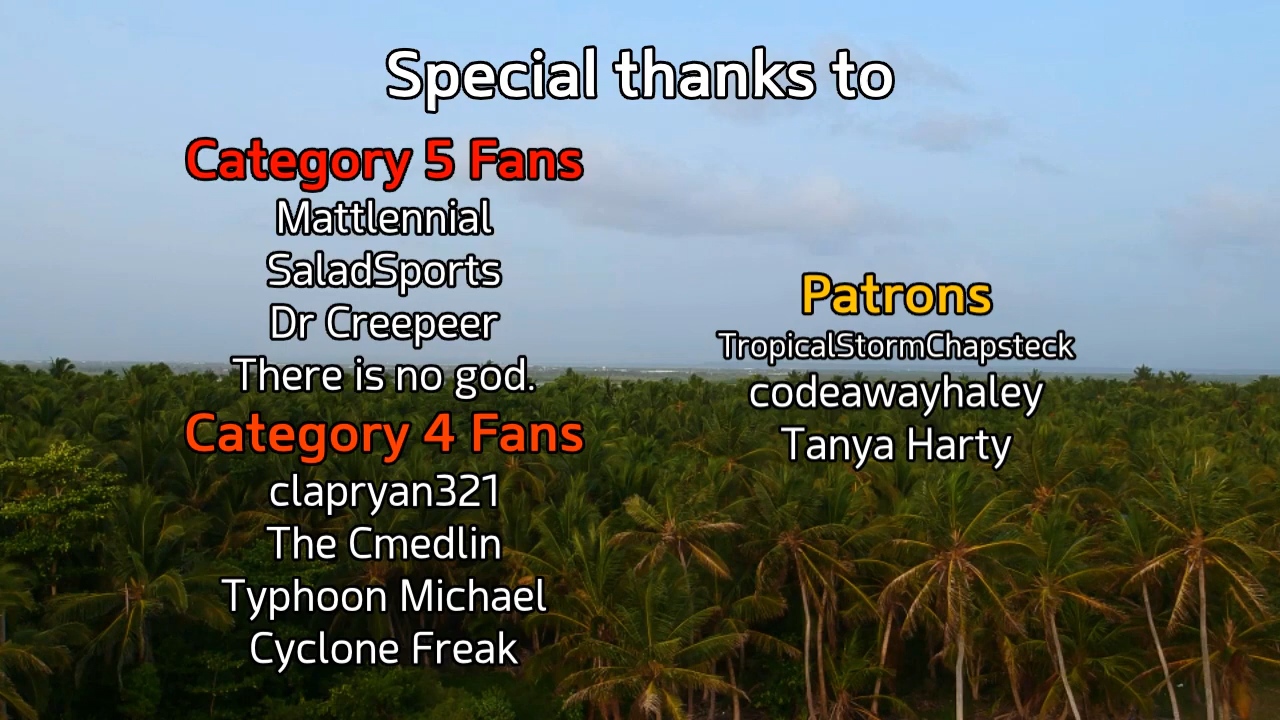 Special thanks to
Category 5 Fans
Mattlennial
SaladSports
Dr Creepeer
There is no god.
Category 4 Fans
clapryan321
The Cmedlin
Typhoon Michael
Cyclone Freak
Patrons
TropicalStormChapsteck
codeawayhaley
Tanya Harty